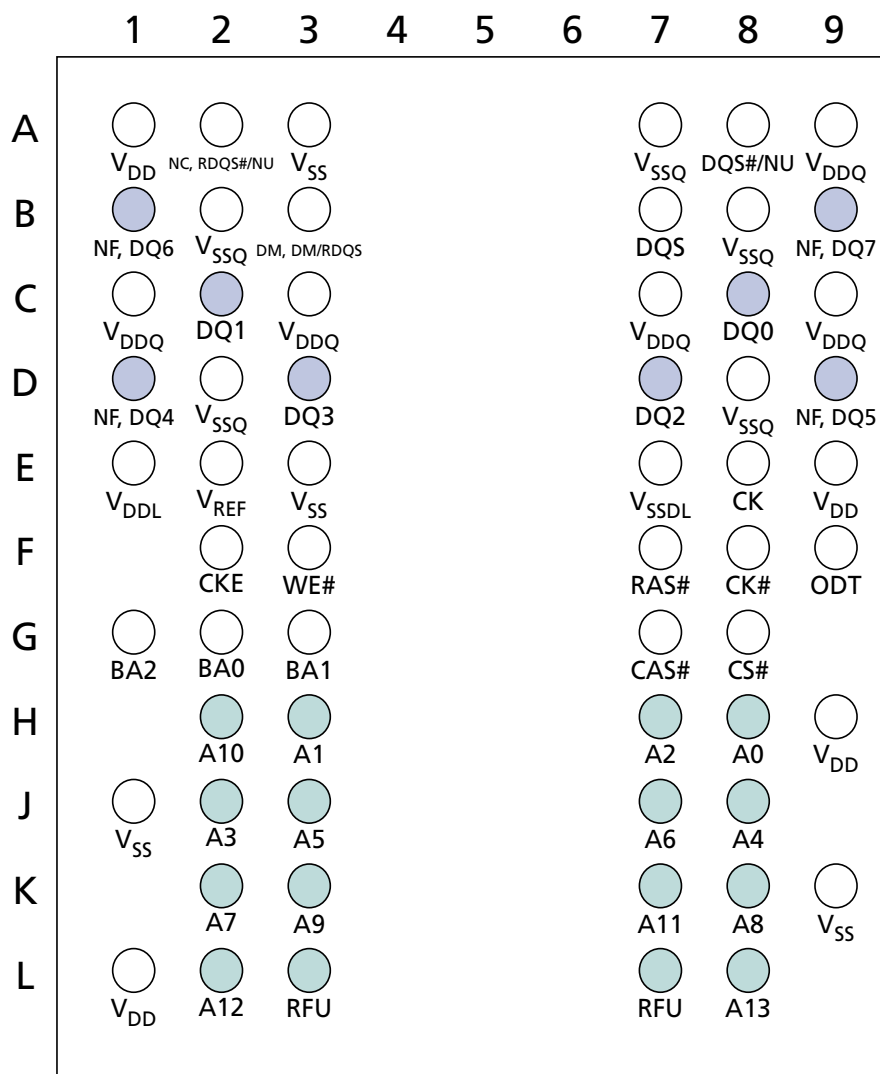 1 2 3 4 5 6 7 8 9
A
VDD NC, RDQS#/NU VSS VSSQ DQS#/NU VDDQ
B
NF, DQ6 VSSQ DM, DM/RDQS DQS VSSQ NF, DQ7
C
VDDQ DQ1 VDDQ VDDQ DQ0 VDDQ
D
NF, DQ4 VSSQ DQ3 DQ2 VSSQ NF, DQ5
E
VDDL VREF VSS VSSDL CK VDD
F
CKE WE# RAS# CK# ODT
G
BA2 BA0 BA1 CAS# CS#
H
A10 A1 A2 A0 VDD
J
VSS A3 A5 A6 A4
K
A7 A9 A11 A8 VSS
L
VDD A12 RFU RFU A13